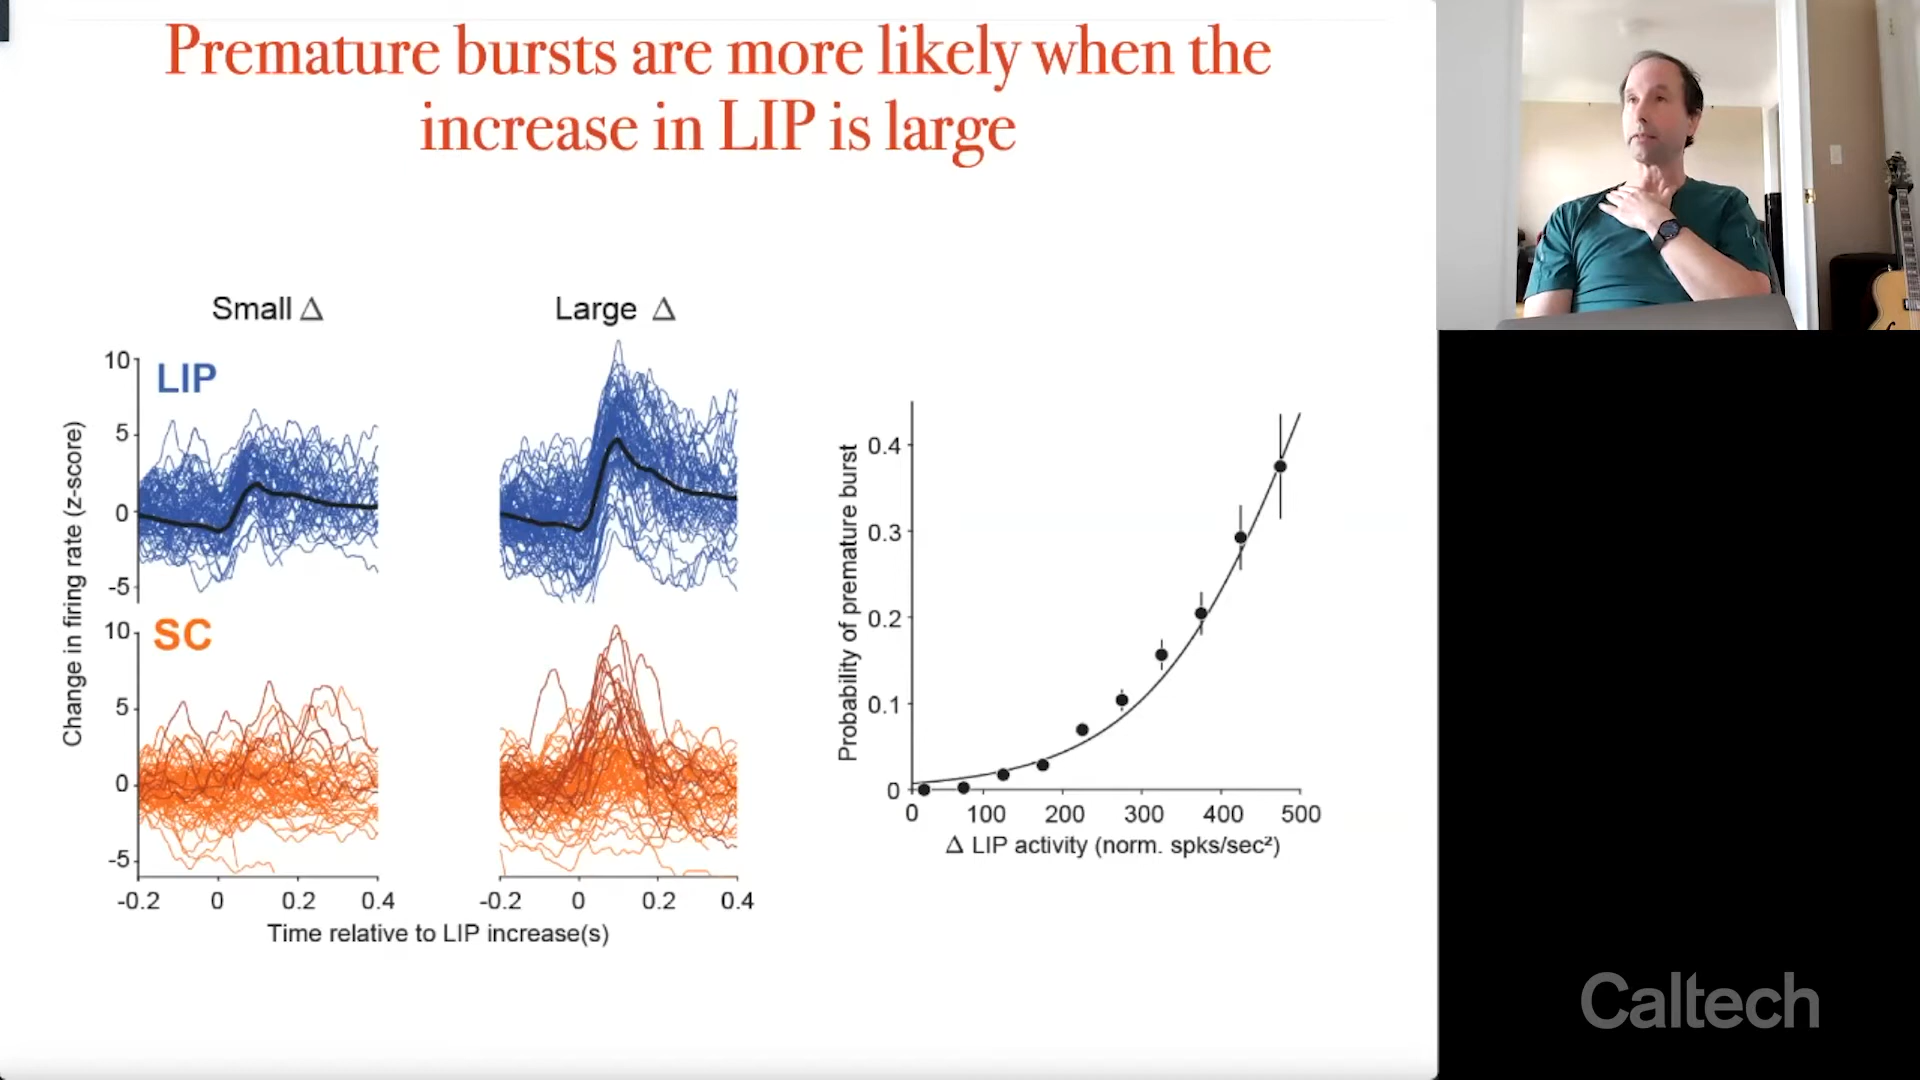 Premature bursts are more likely when the
increase in LIP is large
Small Δ
Large Δ
LIP
10
5
0
-5
SC
10
5
0
-5
Change in firing rate (z-score)
-0.2 0 0.2 0.4
-0.2 0 0.2 0.4
Time relative to LIP increase(s)
Probability of premature burst
0.4
0.3
0.2
0.1
0
0 100 200 300 400 500
Δ LIP activity (norm. spks/sec²)
Caltech